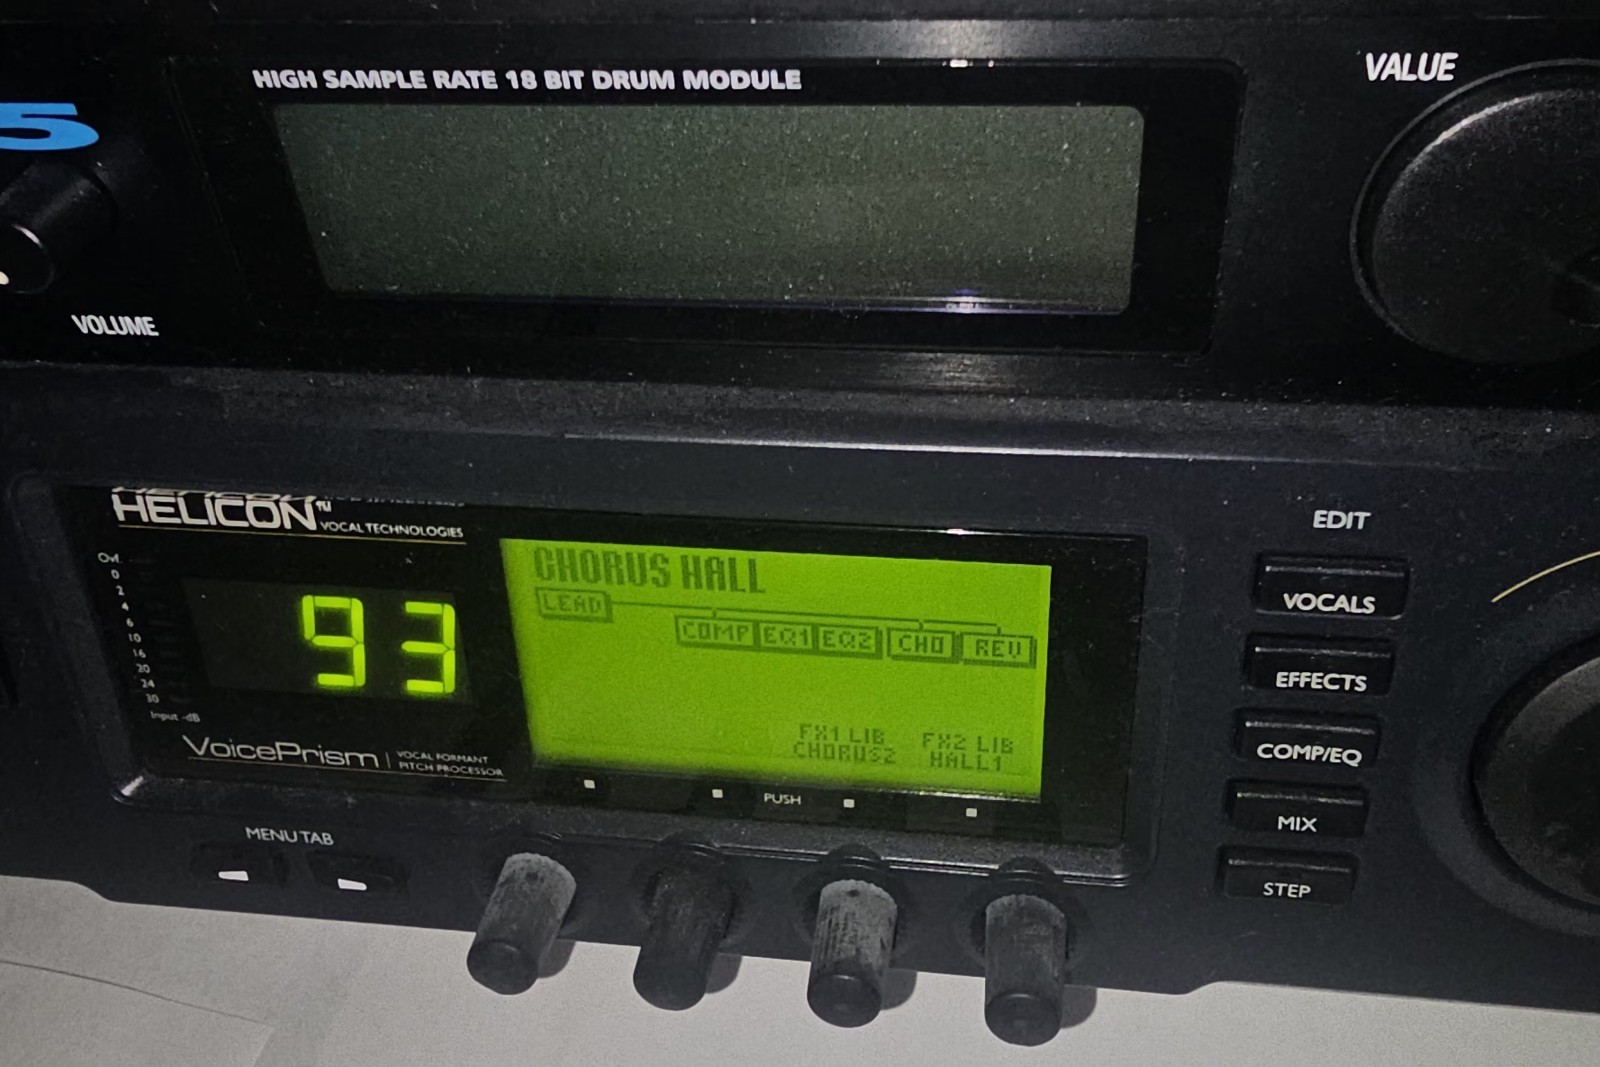 HIGH SAMPLE RATE 18 BIT DRUM MODULE
VALUE
5
VOLUME
HELICON™
VOCAL TECHNOLOGIES
Ovl.
0
2
4
6
10
16
20
24
30
Input -dB
93
VoicePrism
VOCAL FORMANT
PITCH PROCESSOR
CHORUS HALL
LEAD
COMP EQ1 EQ2 CHO REV
FX1 LIB
CHORUS2
FX2 LIB
HALL1
PUSH
MENU TAB
EDIT
VOCALS
EFFECTS
COMP/EQ
MIX
STEP